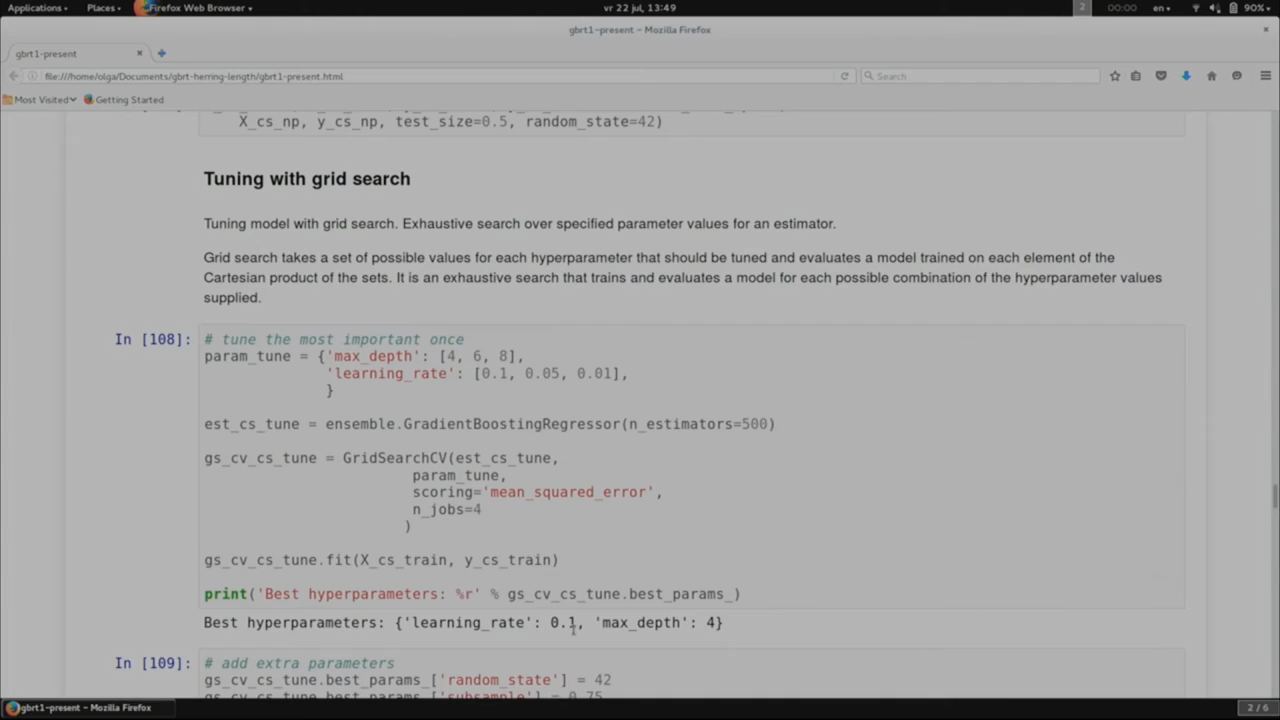 Applications Places Firefox Web Browser vr 22 jul, 13:49 2 00:00 en 90%
gbrt1-present – Mozilla Firefox
gbrt1-present
file:///home/olga/Documents/gbrt-herring-length/gbrt1-present.html Search
Most Visited Getting Started
X_cs_np, y_cs_np, test_size=0.5, random_state=42)
Tuning with grid search
Tuning model with grid search. Exhaustive search over specified parameter values for an estimator.
Grid search takes a set of possible values for each hyperparameter that should be tuned and evaluates a model trained on each element of the
Cartesian product of the sets. It is an exhaustive search that trains and evaluates a model for each possible combination of the hyperparameter values
supplied.
In [108]: # tune the most important once
param_tune = {'max_depth': [4, 6, 8],
'learning_rate': [0.1, 0.05, 0.01],
}
est_cs_tune = ensemble.GradientBoostingRegressor(n_estimators=500)
gs_cv_cs_tune = GridSearchCV(est_cs_tune,
param_tune,
scoring='mean_squared_error',
n_jobs=4
)
gs_cv_cs_tune.fit(X_cs_train, y_cs_train)
print('Best hyperparameters: %r' % gs_cv_cs_tune.best_params_)
Best hyperparameters: {'learning_rate': 0.1, 'max_depth': 4}
In [109]: # add extra parameters
gs_cv_cs_tune.best_params_['random_state'] = 42
gs_cv_cs_tune.best_params_['subsample'] = 0.75
gbrt1-present – Mozilla Firefox 2 / 6